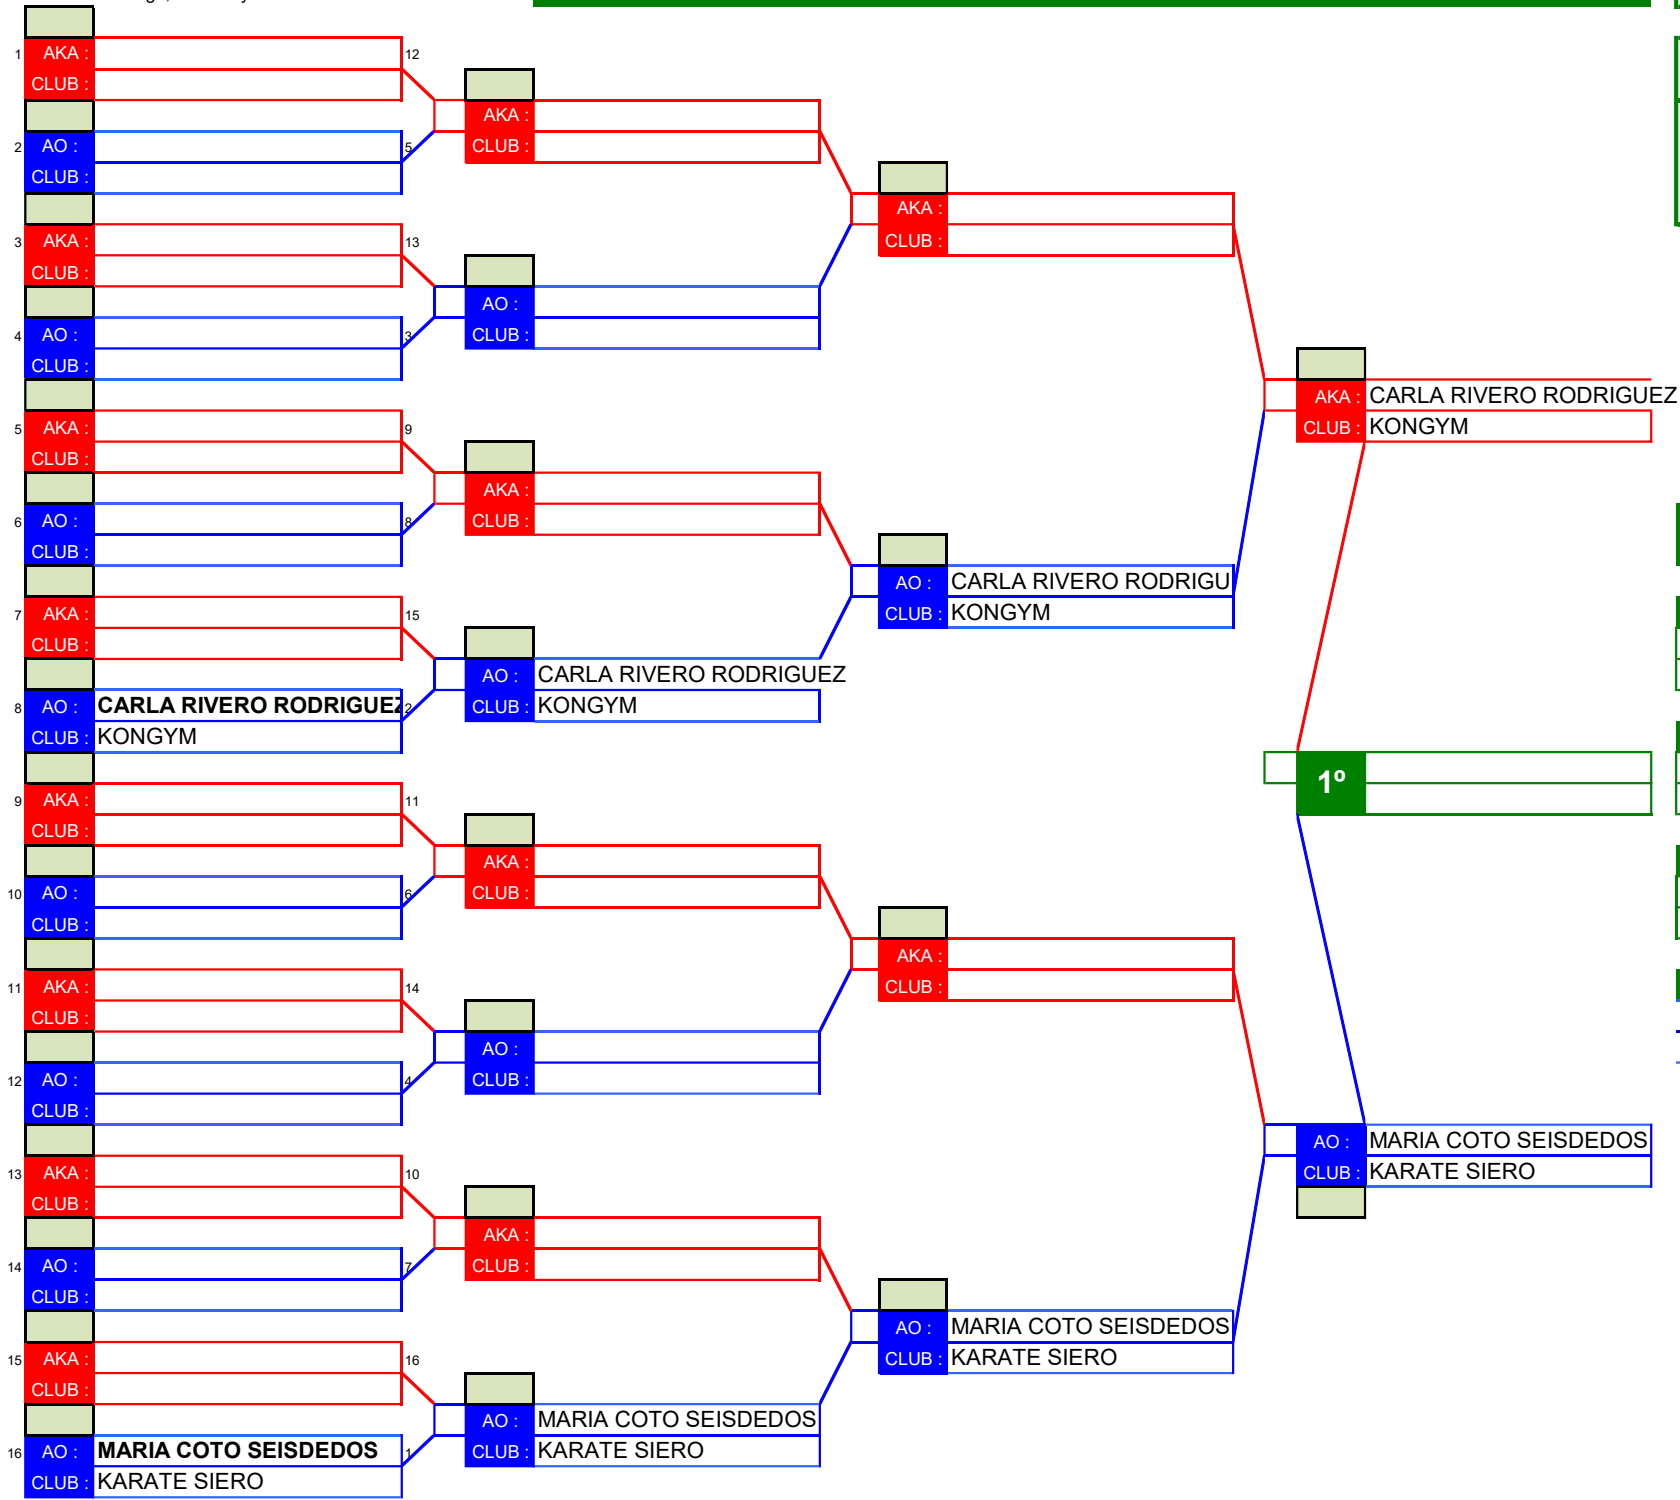 1 AKA : 12
CLUB :
2 AO : 5
CLUB :
3 AKA : 13
CLUB :
4 AO : 3
CLUB :
5 AKA : 9
CLUB :
6 AO : 8
CLUB :
7 AKA : 15
CLUB :
8 AO : CARLA RIVERO RODRIGUEZ 2
CLUB : KONGYM
9 AKA : 11
CLUB :
10 AO : 6
CLUB :
11 AKA : 14
CLUB :
12 AO : 4
CLUB :
13 AKA : 10
CLUB :
14 AO : 7
CLUB :
15 AKA : 16
CLUB :
16 AO : MARIA COTO SEISDEDOS 1
CLUB : KARATE SIERO
AKA :
CLUB :
AO :
CLUB :
AKA :
CLUB :
AO : CARLA RIVERO RODRIGUEZ
CLUB : KONGYM
AKA :
CLUB :
AO :
CLUB :
AKA :
CLUB :
AO : MARIA COTO SEISDEDOS
CLUB : KARATE SIERO
AKA :
CLUB :
AO : CARLA RIVERO RODRIGU
CLUB : KONGYM
AKA :
CLUB :
AO : MARIA COTO SEISDEDOS
CLUB : KARATE SIERO
AKA : CARLA RIVERO RODRIGUEZ
CLUB : KONGYM
1º
AO : MARIA COTO SEISDEDOS
CLUB : KARATE SIERO